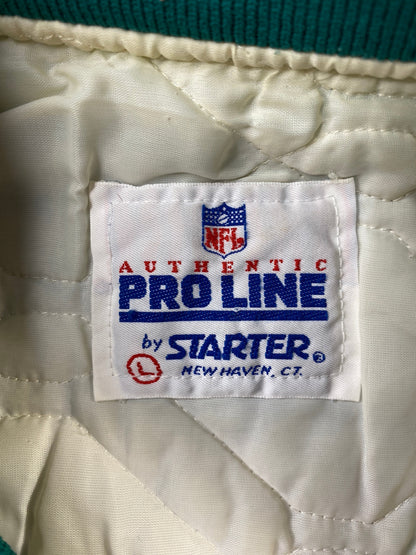 NFL
AUTHENTIC
PRO LINE
by STARTER®
L NEW HAVEN, CT.